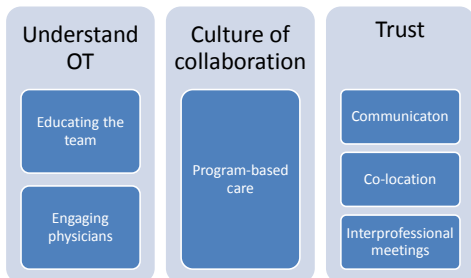 Understand
OT
Educating the
team
Engaging
physicians
Culture of
collaboration
Program-based
care
Trust
Communicaton
Co-location
Interprofessional
meetings